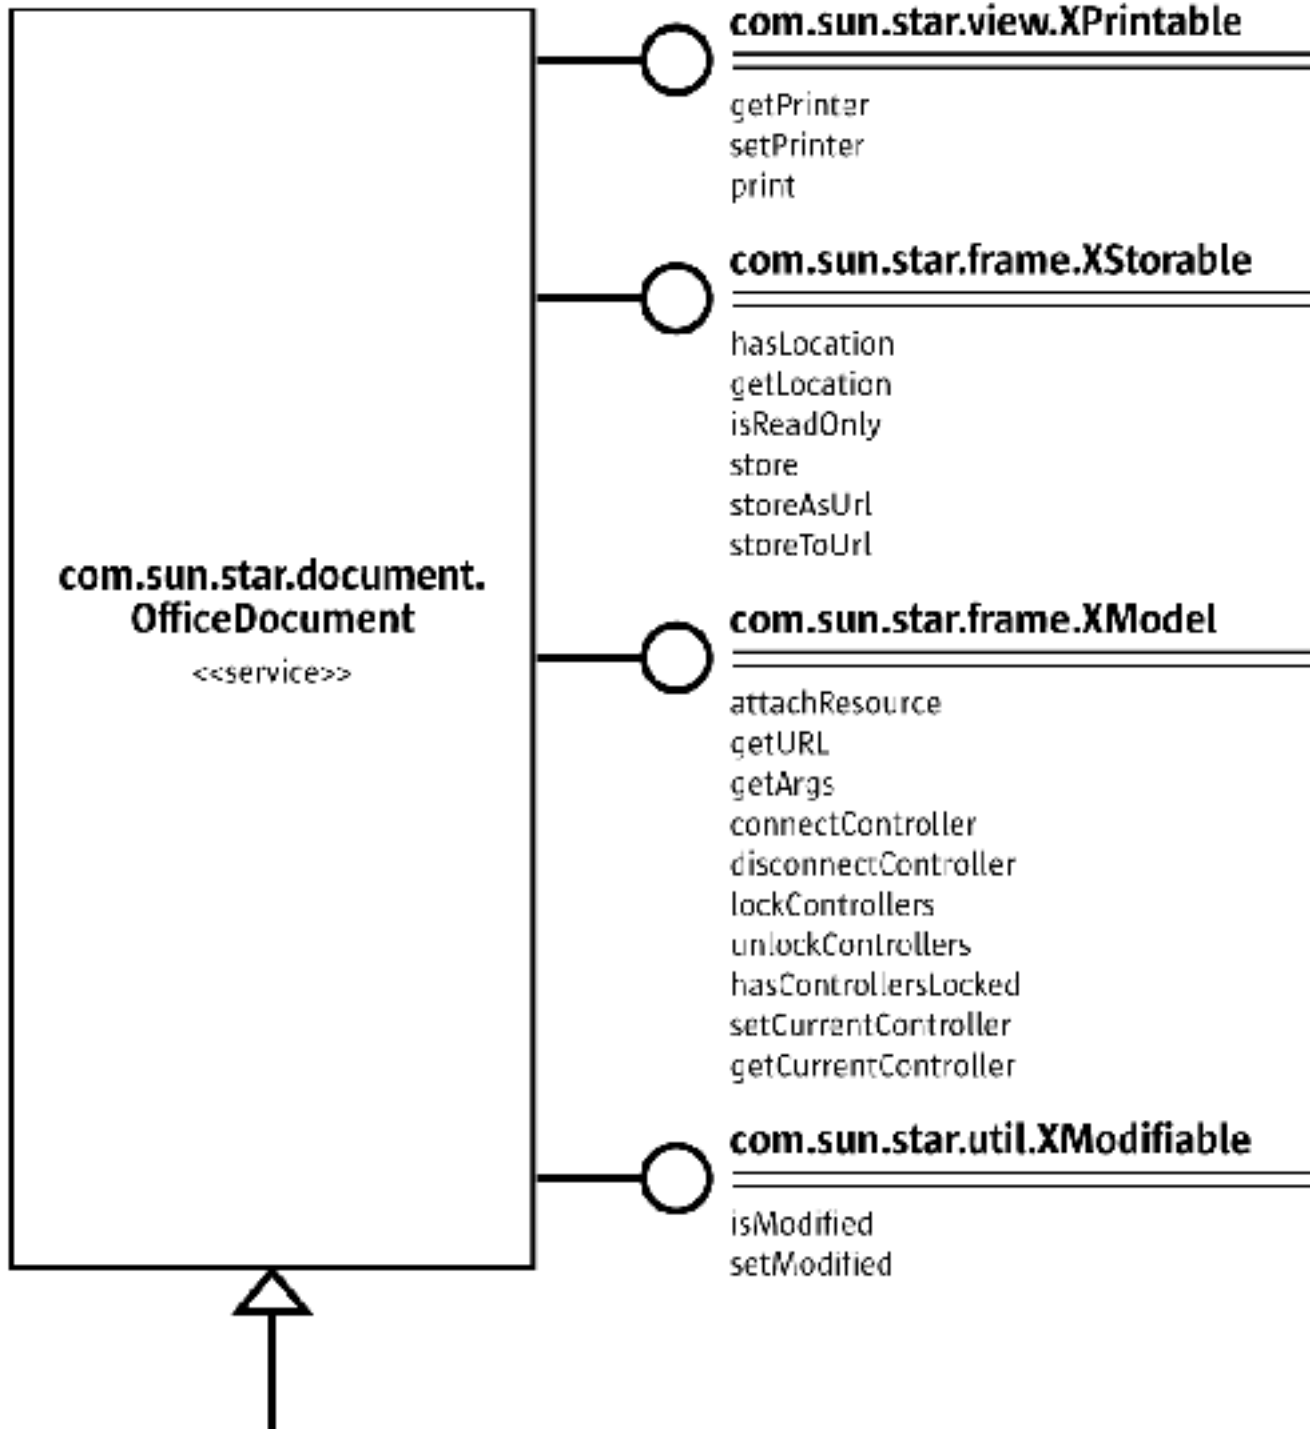 com.sun.star.document.
OfficeDocument
<<service>>
com.sun.star.view.XPrintable
getPrinter
setPrinter
print
com.sun.star.frame.XStorable
hasLocation
getLocation
isReadOnly
store
storeAsUrl
storeToUrl
com.sun.star.frame.XModel
attachResource
getURL
getArgs
connectController
disconnectController
lockControllers
unlockControllers
hasControllersLocked
setCurrentController
getCurrentController
com.sun.star.util.XModifiable
isModified
setModified